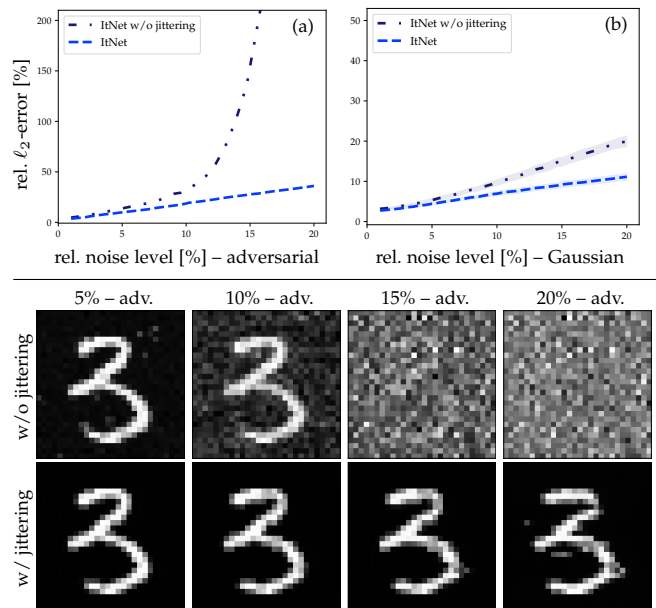 (a)
ItNet w/o jittering
ItNet
200
150
100
50
0
0
5
10
15
20
rel. ℓ2-error [%]
rel. noise level [%] – adversarial
(b)
ItNet w/o jittering
ItNet
50
40
30
20
10
0
0
5
10
15
20
rel. noise level [%] – Gaussian
5% – adv.
10% – adv.
15% – adv.
20% – adv.
w/o jittering
w/ jittering